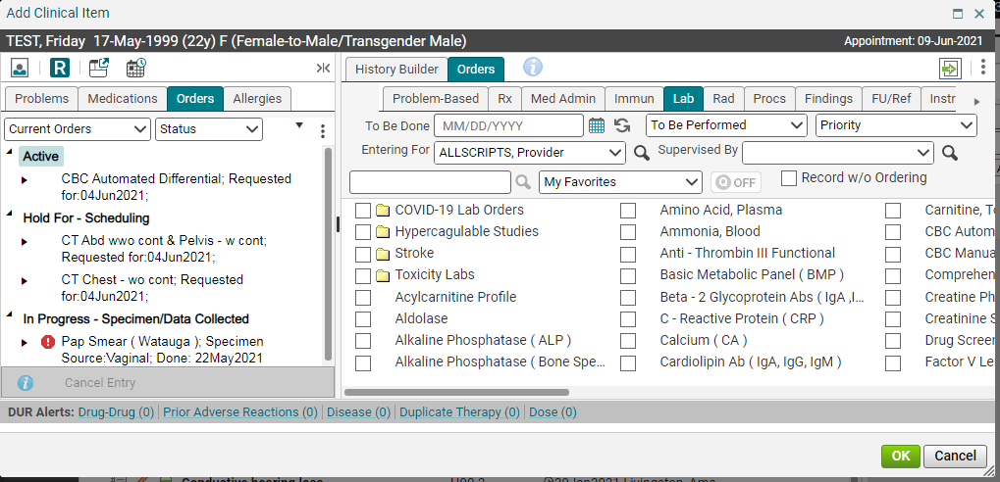 Add Clinical Item
TEST, Friday 17-May-1999 (22y) F (Female-to-Male/Transgender Male)
Appointment: 09-Jun-2021
R
Problems
Medications
Orders
Allergies
Current Orders
Status
Active
CBC Automated Differential; Requested
for:04Jun2021;
Hold For - Scheduling
CT Abd wwo cont & Pelvis - w cont;
Requested for:04Jun2021;
CT Chest - wo cont; Requested
for:04Jun2021;
In Progress - Specimen/Data Collected
Pap Smear ( Watauga ); Specimen
Source:Vaginal; Done: 22May2021
Cancel Entry
History Builder
Orders
Problem-Based
Rx
Med Admin
Immun
Lab
Rad
Procs
Findings
FU/Ref
Instr
To Be Done
MM/DD/YYYY
To Be Performed
Priority
Entering For
ALLSCRIPTS, Provider
Supervised By
My Favorites
OFF
Record w/o Ordering
COVID-19 Lab Orders
Hypercagulable Studies
Stroke
Toxicity Labs
Acylcarnitine Profile
Aldolase
Alkaline Phosphatase ( ALP )
Alkaline Phosphatase ( Bone Spe...
Amino Acid, Plasma
Ammonia, Blood
Anti - Thrombin III Functional
Basic Metabolic Panel ( BMP )
Beta - 2 Glycoprotein Abs ( IgA ,I...
C - Reactive Protein ( CRP )
Calcium ( CA )
Cardiolipin Ab ( IgA, IgG, IgM )
Carnitine, T
CBC Autom
CBC Manua
Comprehen
Creatine Ph
Creatinine S
Drug Screen
Factor V Le
DUR Alerts: Drug-Drug (0) Prior Adverse Reactions (0) Disease (0) Duplicate Therapy (0) Dose (0)
OK
Cancel